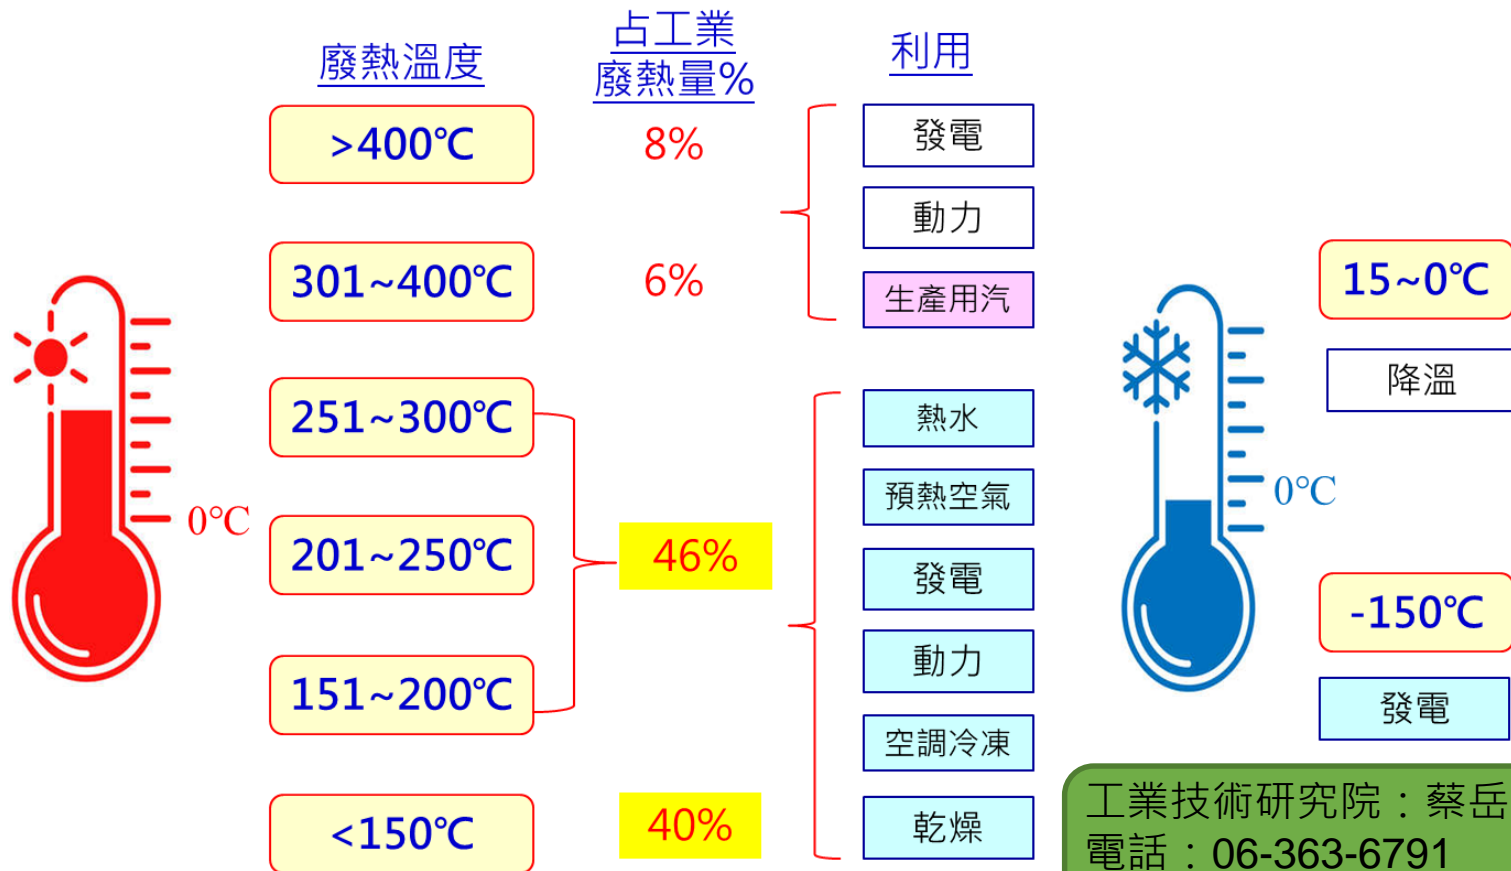 廢熱溫度
占工業
廢熱量%
利用
>400℃
8%
發電
動力
301~400℃
6%
生產用汽
251~300℃
熱水
預熱空氣
201~250℃
46%
發電
151~200℃
動力
空調冷凍
<150℃
40%
乾燥
0℃
0℃
15~0℃
降溫
-150℃
發電
工業技術研究院：蔡岳
電話：06-363-6791